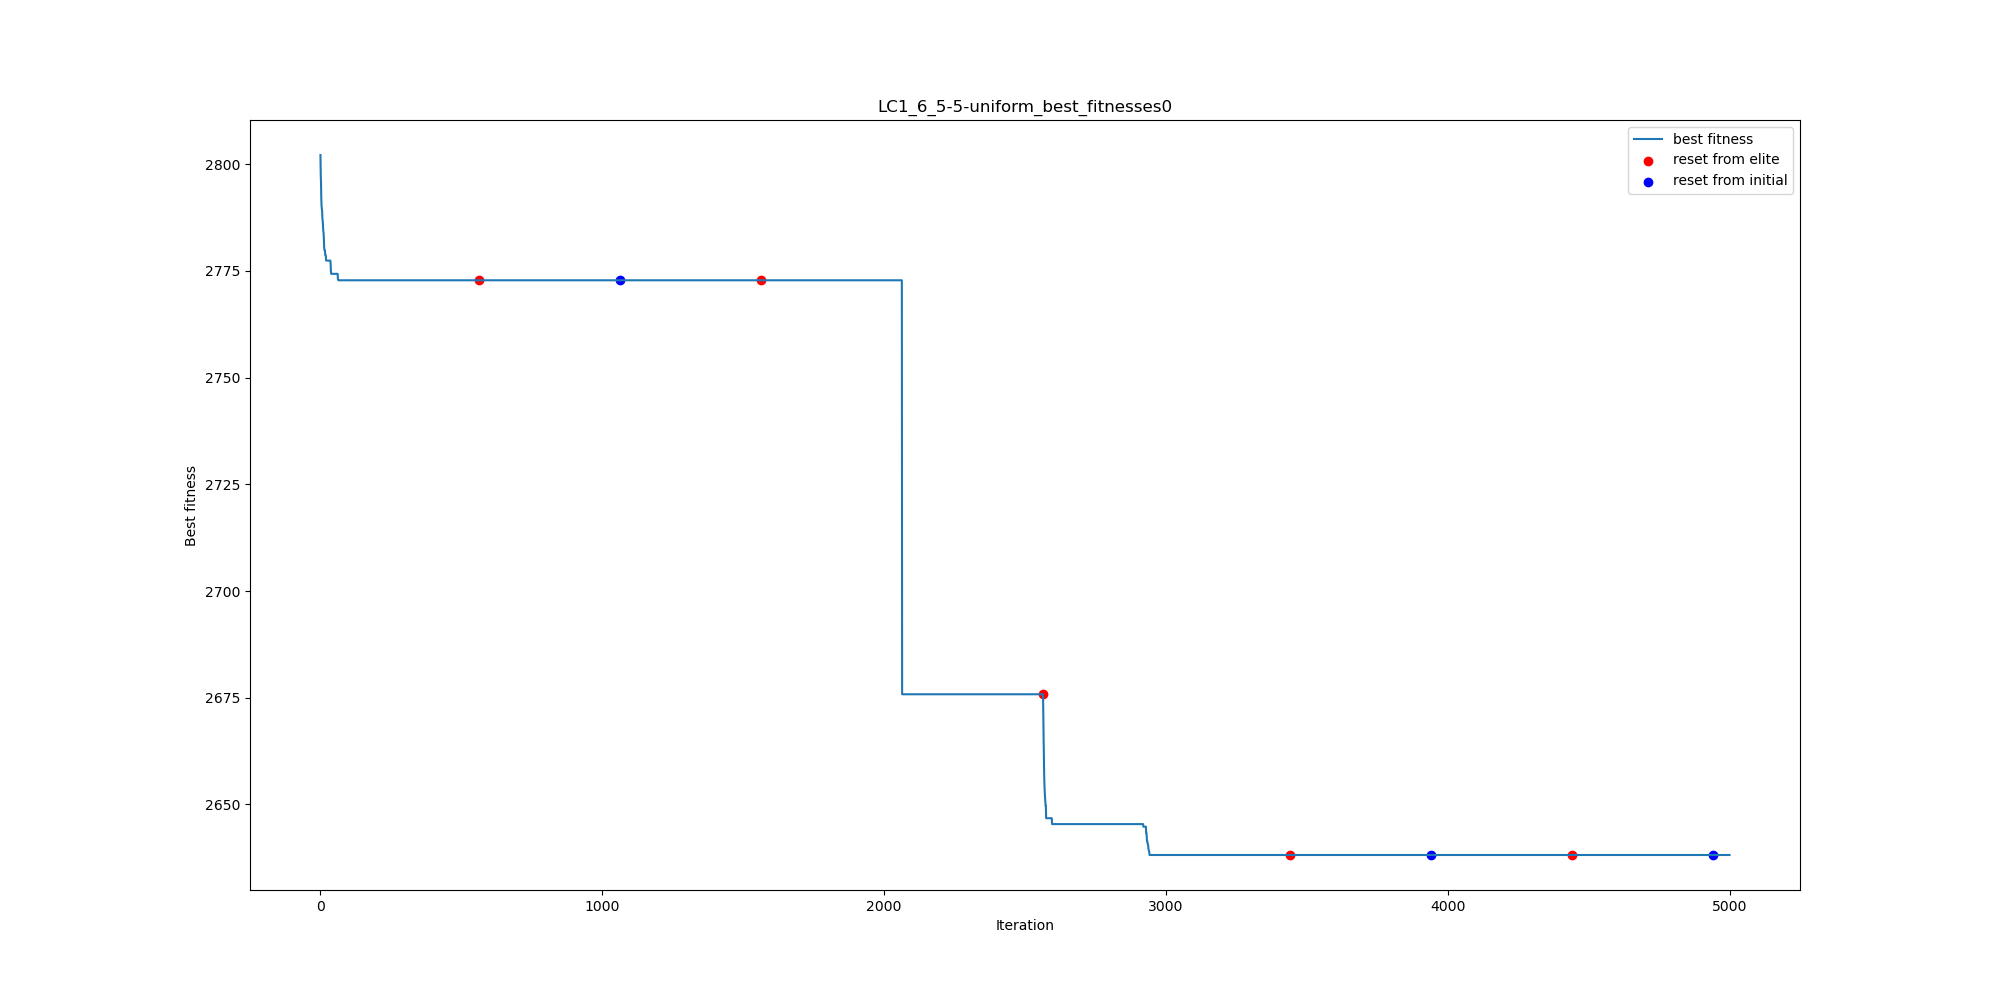 LC1_6_5-5-uniform_best_fitnesses0
best fitness
reset from elite
reset from initial
2800
2775
2750
2725
2700
2675
2650
Best fitness
0
1000
2000
3000
4000
5000
Iteration